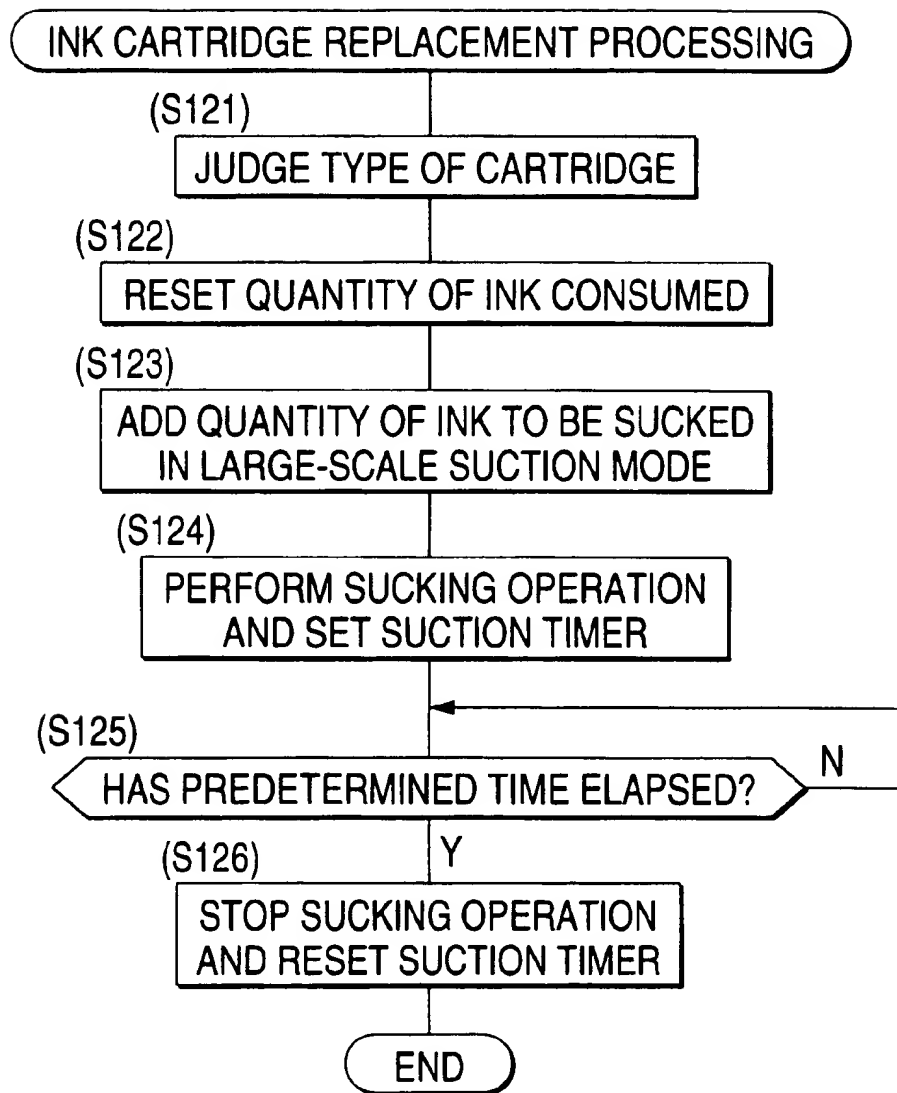 INK CARTRIDGE REPLACEMENT PROCESSING
(S121)
JUDGE TYPE OF CARTRIDGE
(S122)
RESET QUANTITY OF INK CONSUMED
(S123)
ADD QUANTITY OF INK TO BE SUCKED
IN LARGE-SCALE SUCTION MODE
(S124)
PERFORM SUCKING OPERATION
AND SET SUCTION TIMER
(S125)
HAS PREDETERMINED TIME ELAPSED?
N
Y
(S126)
STOP SUCKING OPERATION
AND RESET SUCTION TIMER
END